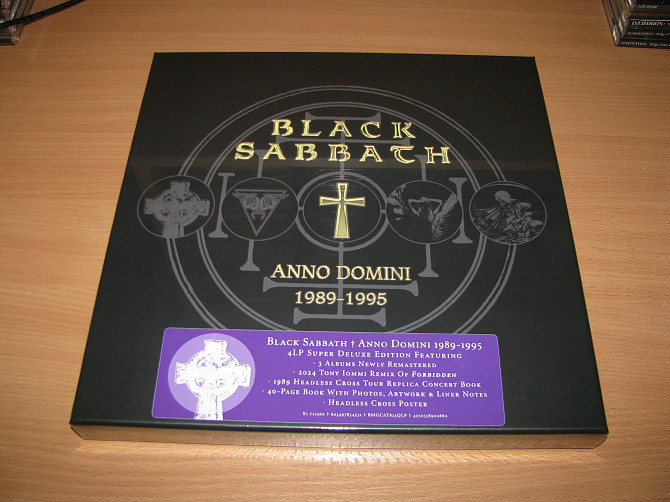 BLACK
SABBATH
ANNO DOMINI
1989–1995
BLACK SABBATH † ANNO DOMINI 1989-1995
4LP SUPER DELUXE EDITION FEATURING
· 3 ALBUMS NEWLY REMASTERED
· 2024 TONY IOMMI REMIX OF FORBIDDEN
· 1989 HEADLESS CROSS TOUR REPLICA CONCERT BOOK
· 40-PAGE BOOK WITH PHOTOS, ARTWORK & LINER NOTES
· HEADLESS CROSS POSTER